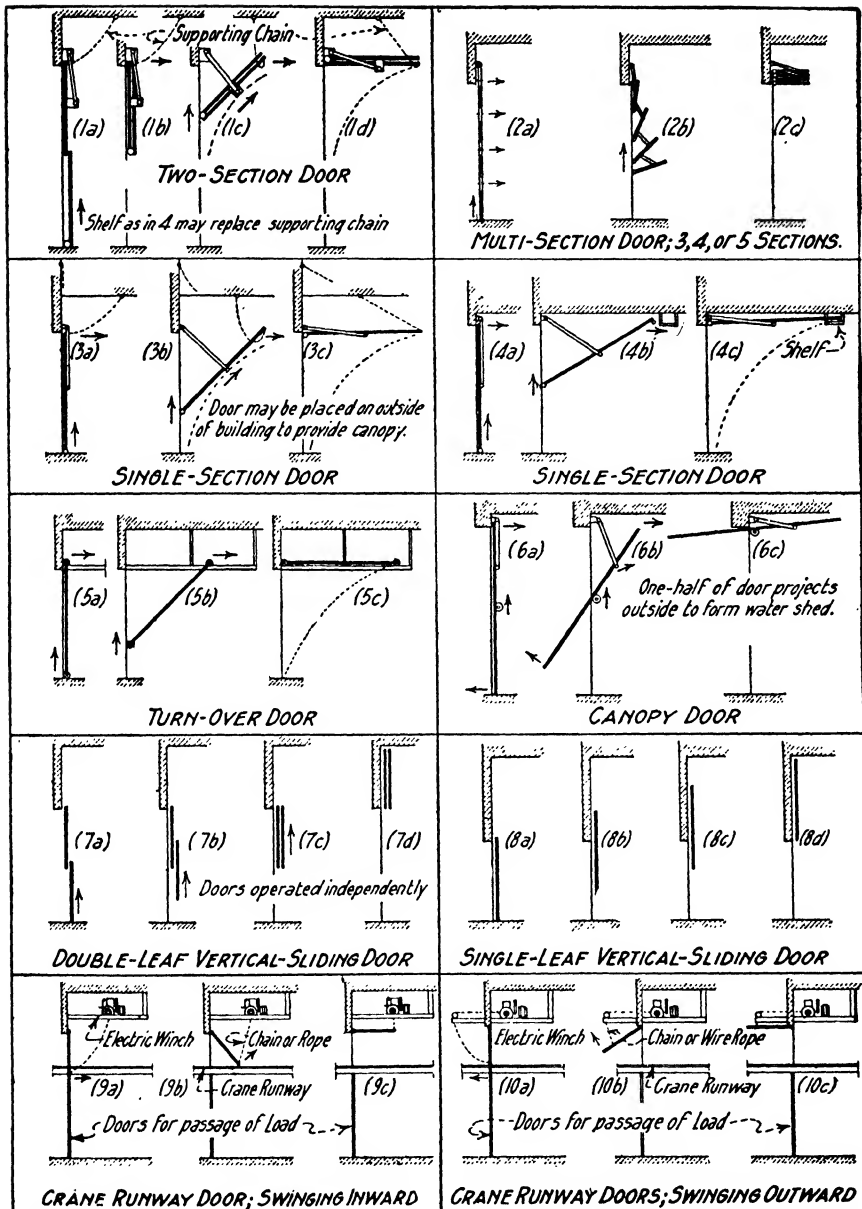 Supporting Chain
(1a)
(1b)
(1c)
(1d)
TWO-SECTION DOOR
Shelf as in 4 may replace supporting chain
(2a)
(2b)
(2c)
MULTI-SECTION DOOR; 3, 4, OR 5 SECTIONS.
(3a)
(3b)
(3c)
Door may be placed on outside
of building to provide canopy.
SINGLE-SECTION DOOR
(4a)
(4b)
(4c)
Shelf
SINGLE-SECTION DOOR
(5a)
(5b)
(5c)
TURN-OVER DOOR
(6a)
(6b)
(6c)
One-half of door projects
outside to form water shed.
CANOPY DOOR
(7a)
(7b)
(7c)
(7d)
Doors operated independently
DOUBLE-LEAF VERTICAL-SLIDING DOOR
(8a)
(8b)
(8c)
(8d)
SINGLE-LEAF VERTICAL-SLIDING DOOR
Electric Winch
Chain or Rope
(9a)
(9b)
Crane Runway
(9c)
Doors for passage of Load
CRANE RUNWAY DOOR; SWINGING INWARD
Electric Winch
Chain or Wire Rope
(10a)
(10b)
Crane Runway
(10c)
Doors for passage of Load
CRANE RUNWAY DOORS; SWINGING OUTWARD